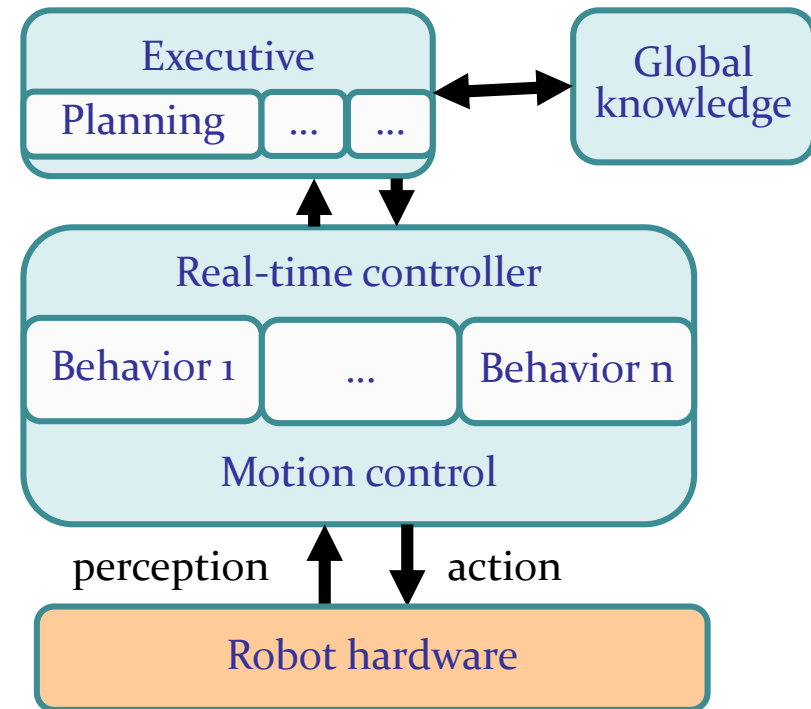 Executive
Global
knowledge
Planning
...
...
Real-time controller
Behavior 1
...
Behavior n
Motion control
perception
action
Robot hardware